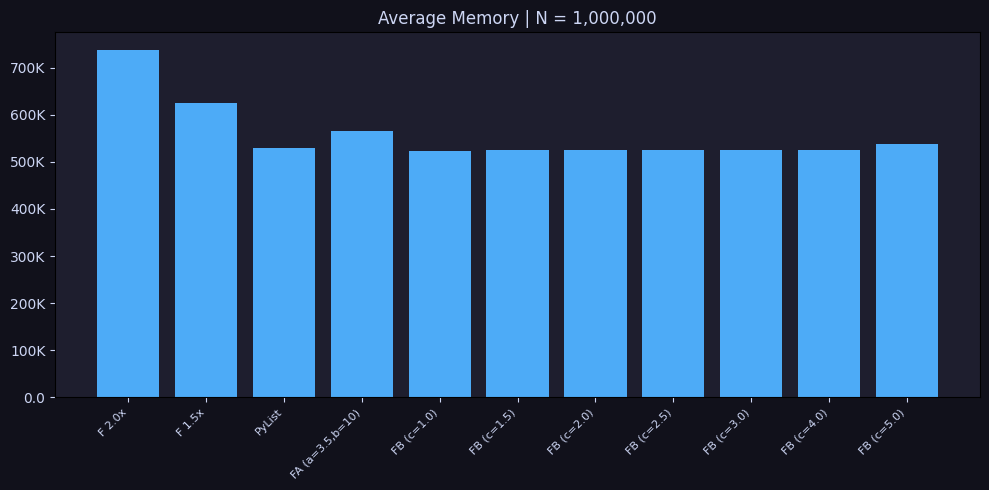 Average Memory | N = 1,000,000
700K
600K
500K
400K
300K
200K
100K
0.0
F 2.0x
F 1.5x
PyList
FA (a=3.5,b=10)
FB (c=1.0)
FB (c=1.5)
FB (c=2.0)
FB (c=2.5)
FB (c=3.0)
FB (c=4.0)
FB (c=5.0)